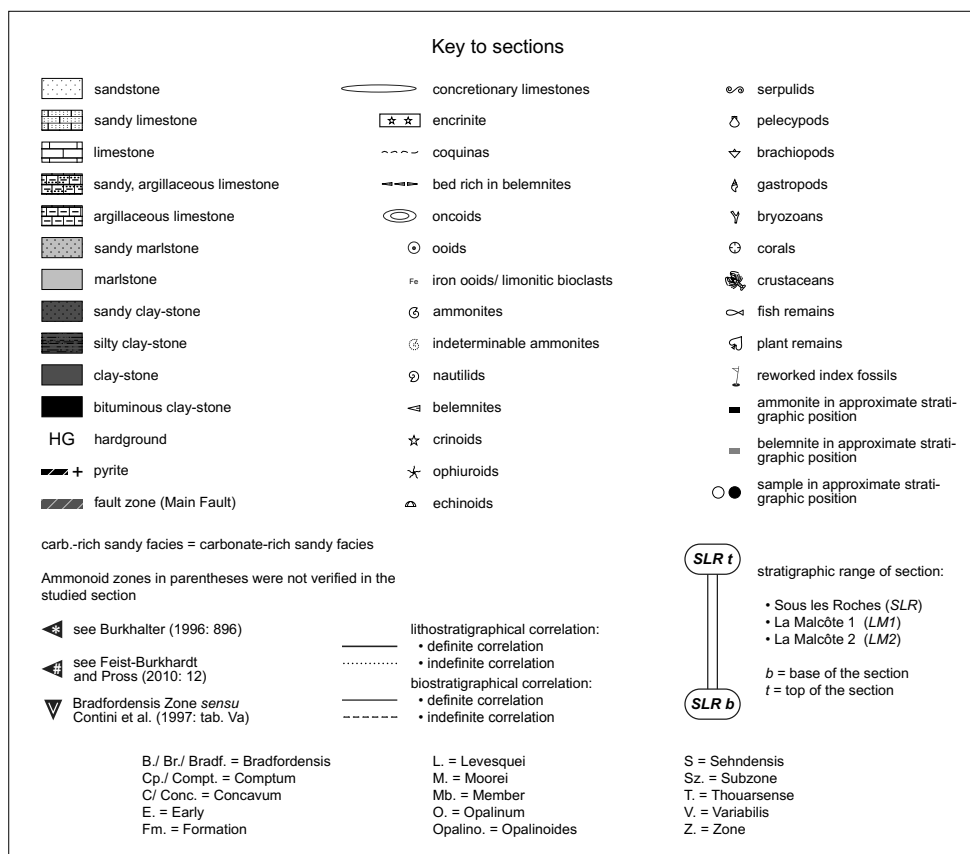 Key to sections
sandstone
sandy limestone
limestone
sandy, argillaceous limestone
argillaceous limestone
sandy marlstone
marlstone
sandy clay-stone
silty clay-stone
clay-stone
bituminous clay-stone
HG hardground
+ pyrite
fault zone (Main Fault)
concretionary limestones
encrinite
coquinas
bed rich in belemnites
oncoids
ooids
Fe iron ooids/ limonitic bioclasts
ammonites
indeterminable ammonites
nautilids
belemnites
crinoids
ophiuroids
echinoids
serpulids
pelecypods
brachiopods
gastropods
bryozoans
corals
crustaceans
fish remains
plant remains
reworked index fossils
ammonite in approximate strati-
graphic position
belemnite in approximate strati-
graphic position
sample in approximate strati-
graphic position
carb.-rich sandy facies = carbonate-rich sandy facies
Ammonoid zones in parentheses were not verified in the
studied section
* see Burkhalter (1996: 896)
# see Feist-Burkhardt
and Pross (2010: 12)
Bradfordensis Zone sensu
Contini et al. (1997: tab. Va)
lithostratigraphical correlation:
• definite correlation
• indefinite correlation
biostratigraphical correlation:
• definite correlation
• indefinite correlation
SLR t
SLR b
stratigraphic range of section:
• Sous les Roches (SLR)
• La Malcôte 1 (LM1)
• La Malcôte 2 (LM2)
b = base of the section
t = top of the section
B./ Br./ Bradf. = Bradfordensis
Cp./ Compt. = Comptum
C/ Conc. = Concavum
E. = Early
Fm. = Formation
L. = Levesquei
M. = Moorei
Mb. = Member
O. = Opalinum
Opalino. = Opalinoides
S = Sehndensis
Sz. = Subzone
T. = Thouarsense
V. = Variabilis
Z. = Zone